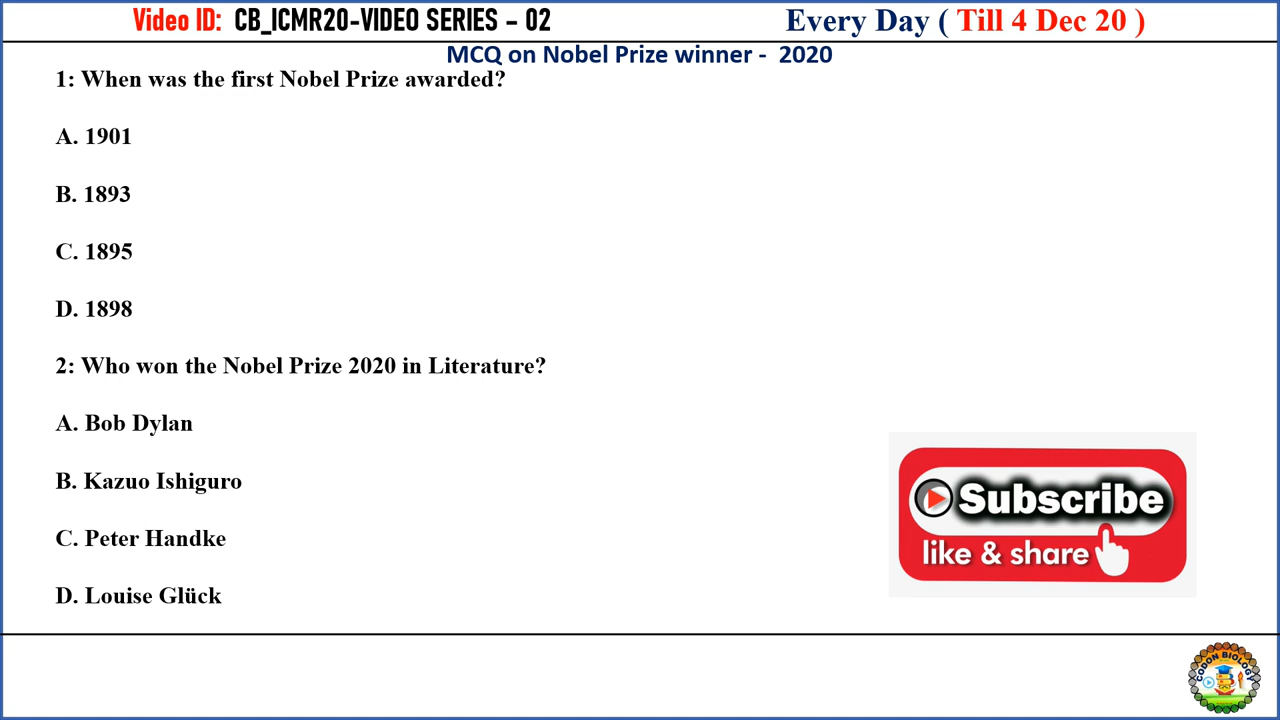 Video ID: CB_ICMR20-VIDEO SERIES - 02
Every Day ( Till 4 Dec 20 )
MCQ on Nobel Prize winner - 2020
1: When was the first Nobel Prize awarded?
A. 1901
B. 1893
C. 1895
D. 1898
2: Who won the Nobel Prize 2020 in Literature?
A. Bob Dylan
B. Kazuo Ishiguro
C. Peter Handke
D. Louise Glück
Subscribe
like & share
CODON BIOLOGY